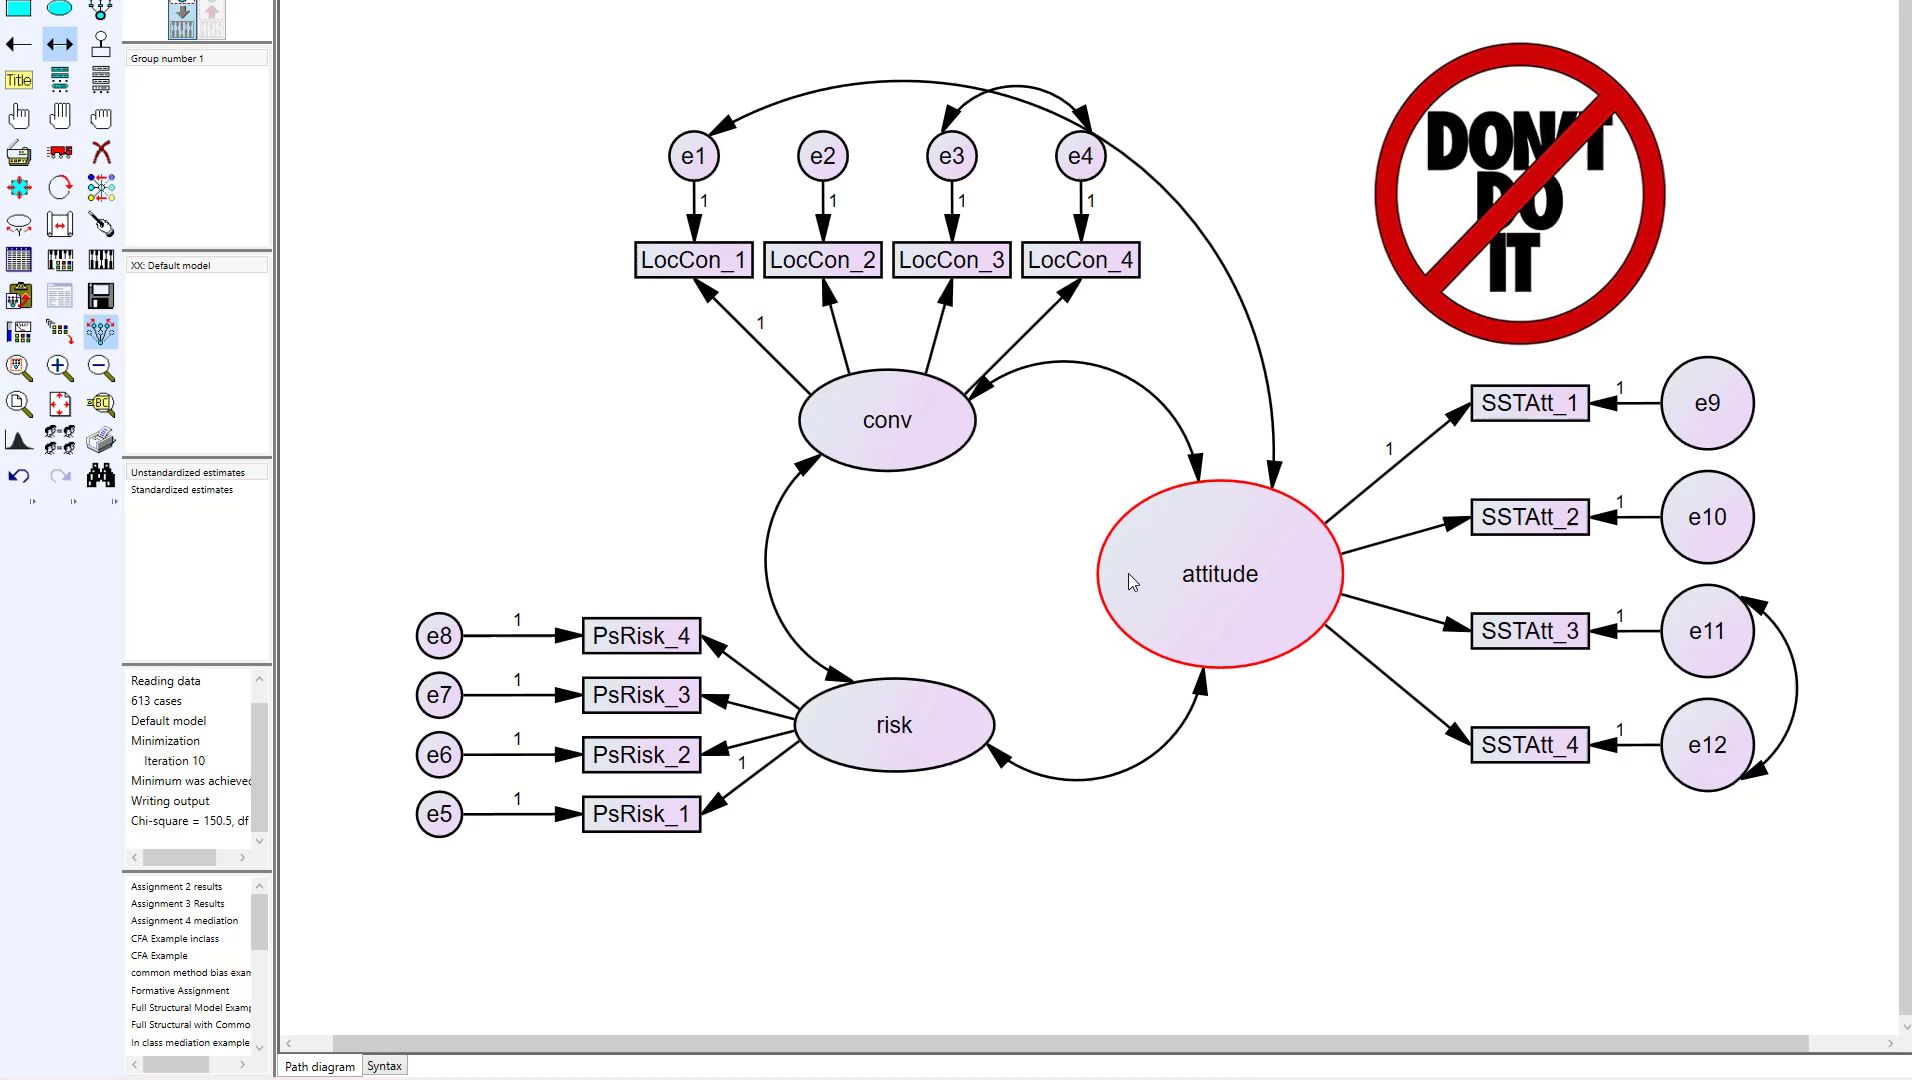 Title
Group number 1
XX: Default model
Unstandardized estimates
Standardized estimates
Reading data
613 cases
Default model
Minimization
Iteration 10
Minimum was achieved
Writing output
Chi-square = 150.5, df
Assignment 2 results
Assignment 3 Results
Assignment 4 mediation
CFA Example inclass
CFA Example
common method bias exam
Formative Assignment
Full Structural Model Examp
Full Structural with Commo
In class mediation example
e1
e2
e3
e4
1
1
1
1
LocCon_1
LocCon_2
LocCon_3
LocCon_4
1
conv
DON'T
DO
IT
attitude
1
SSTAtt_1
1
e9
SSTAtt_2
1
e10
SSTAtt_3
1
e11
SSTAtt_4
1
e12
e8
1
PsRisk_4
e7
1
PsRisk_3
e6
1
PsRisk_2
e5
1
PsRisk_1
1
risk
Path diagram
Syntax